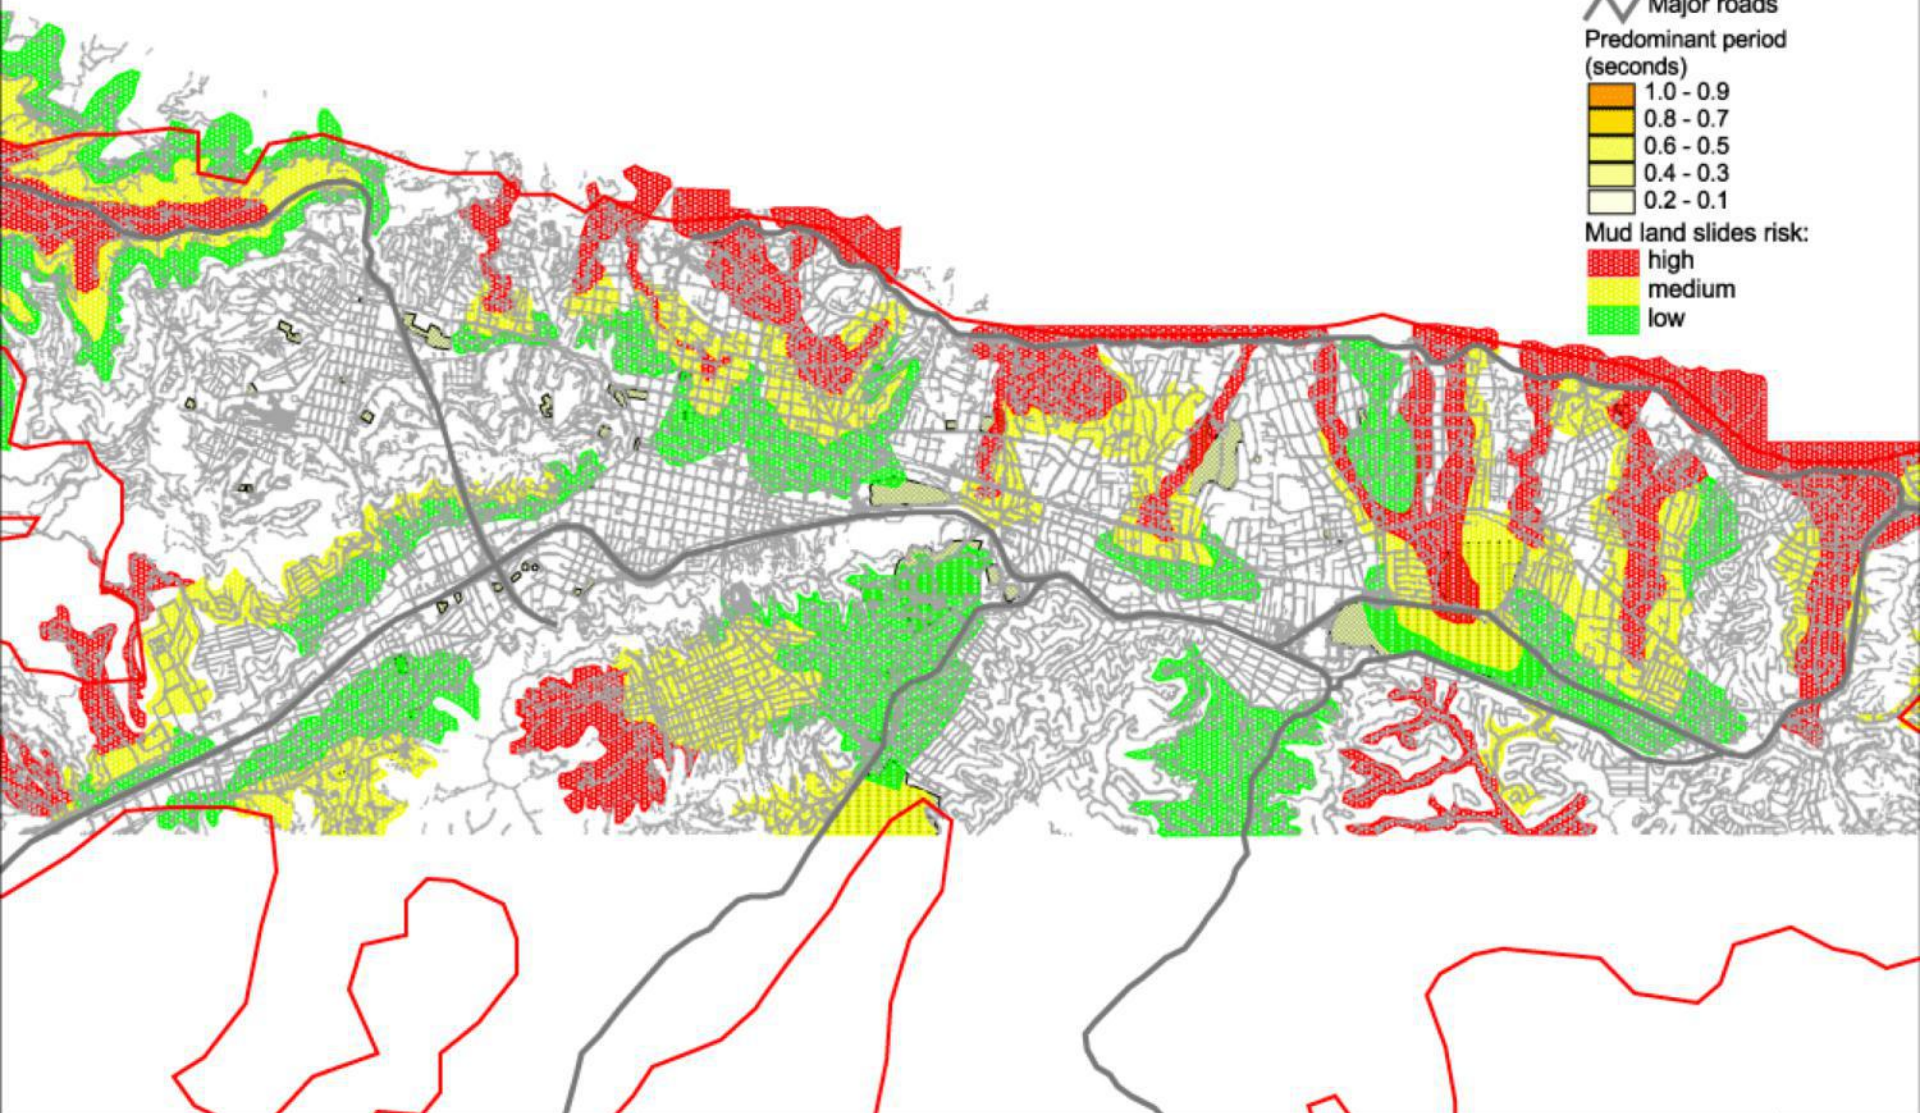 Major roads
Predominant period
(seconds)
1.0 - 0.9
0.8 - 0.7
0.6 - 0.5
0.4 - 0.3
0.2 - 0.1
Mud land slides risk:
high
medium
low